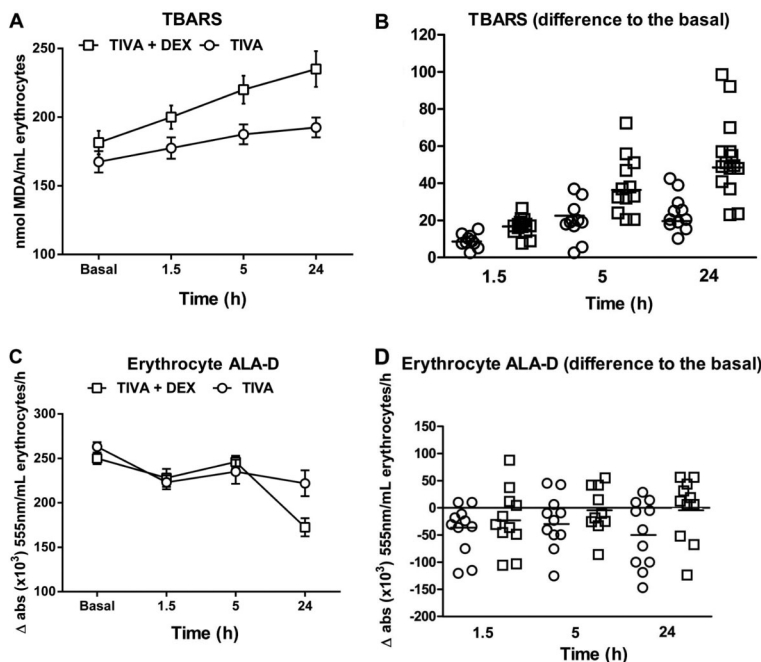 A
TBARS
TIVA + DEX TIVA
nmol MDA/mL erythrocytes
250
200
150
100
Basal 1.5 5 24
Time (h)
B
TBARS (difference to the basal)
120
100
80
60
40
20
0
1.5 5 24
Time (h)
C
Erythrocyte ALA-D
TIVA + DEX TIVA
Δ abs (x10³) 555nm/mL erythrocytes/h
300
250
200
150
100
Basal 1.5 5 24
Time (h)
D
Erythrocyte ALA-D (difference to the basal)
Δ abs (x10³) 555nm/mL erythrocytes/h
150
100
50
0
-50
-100
-150
-200
1.5 5 24
Time (h)